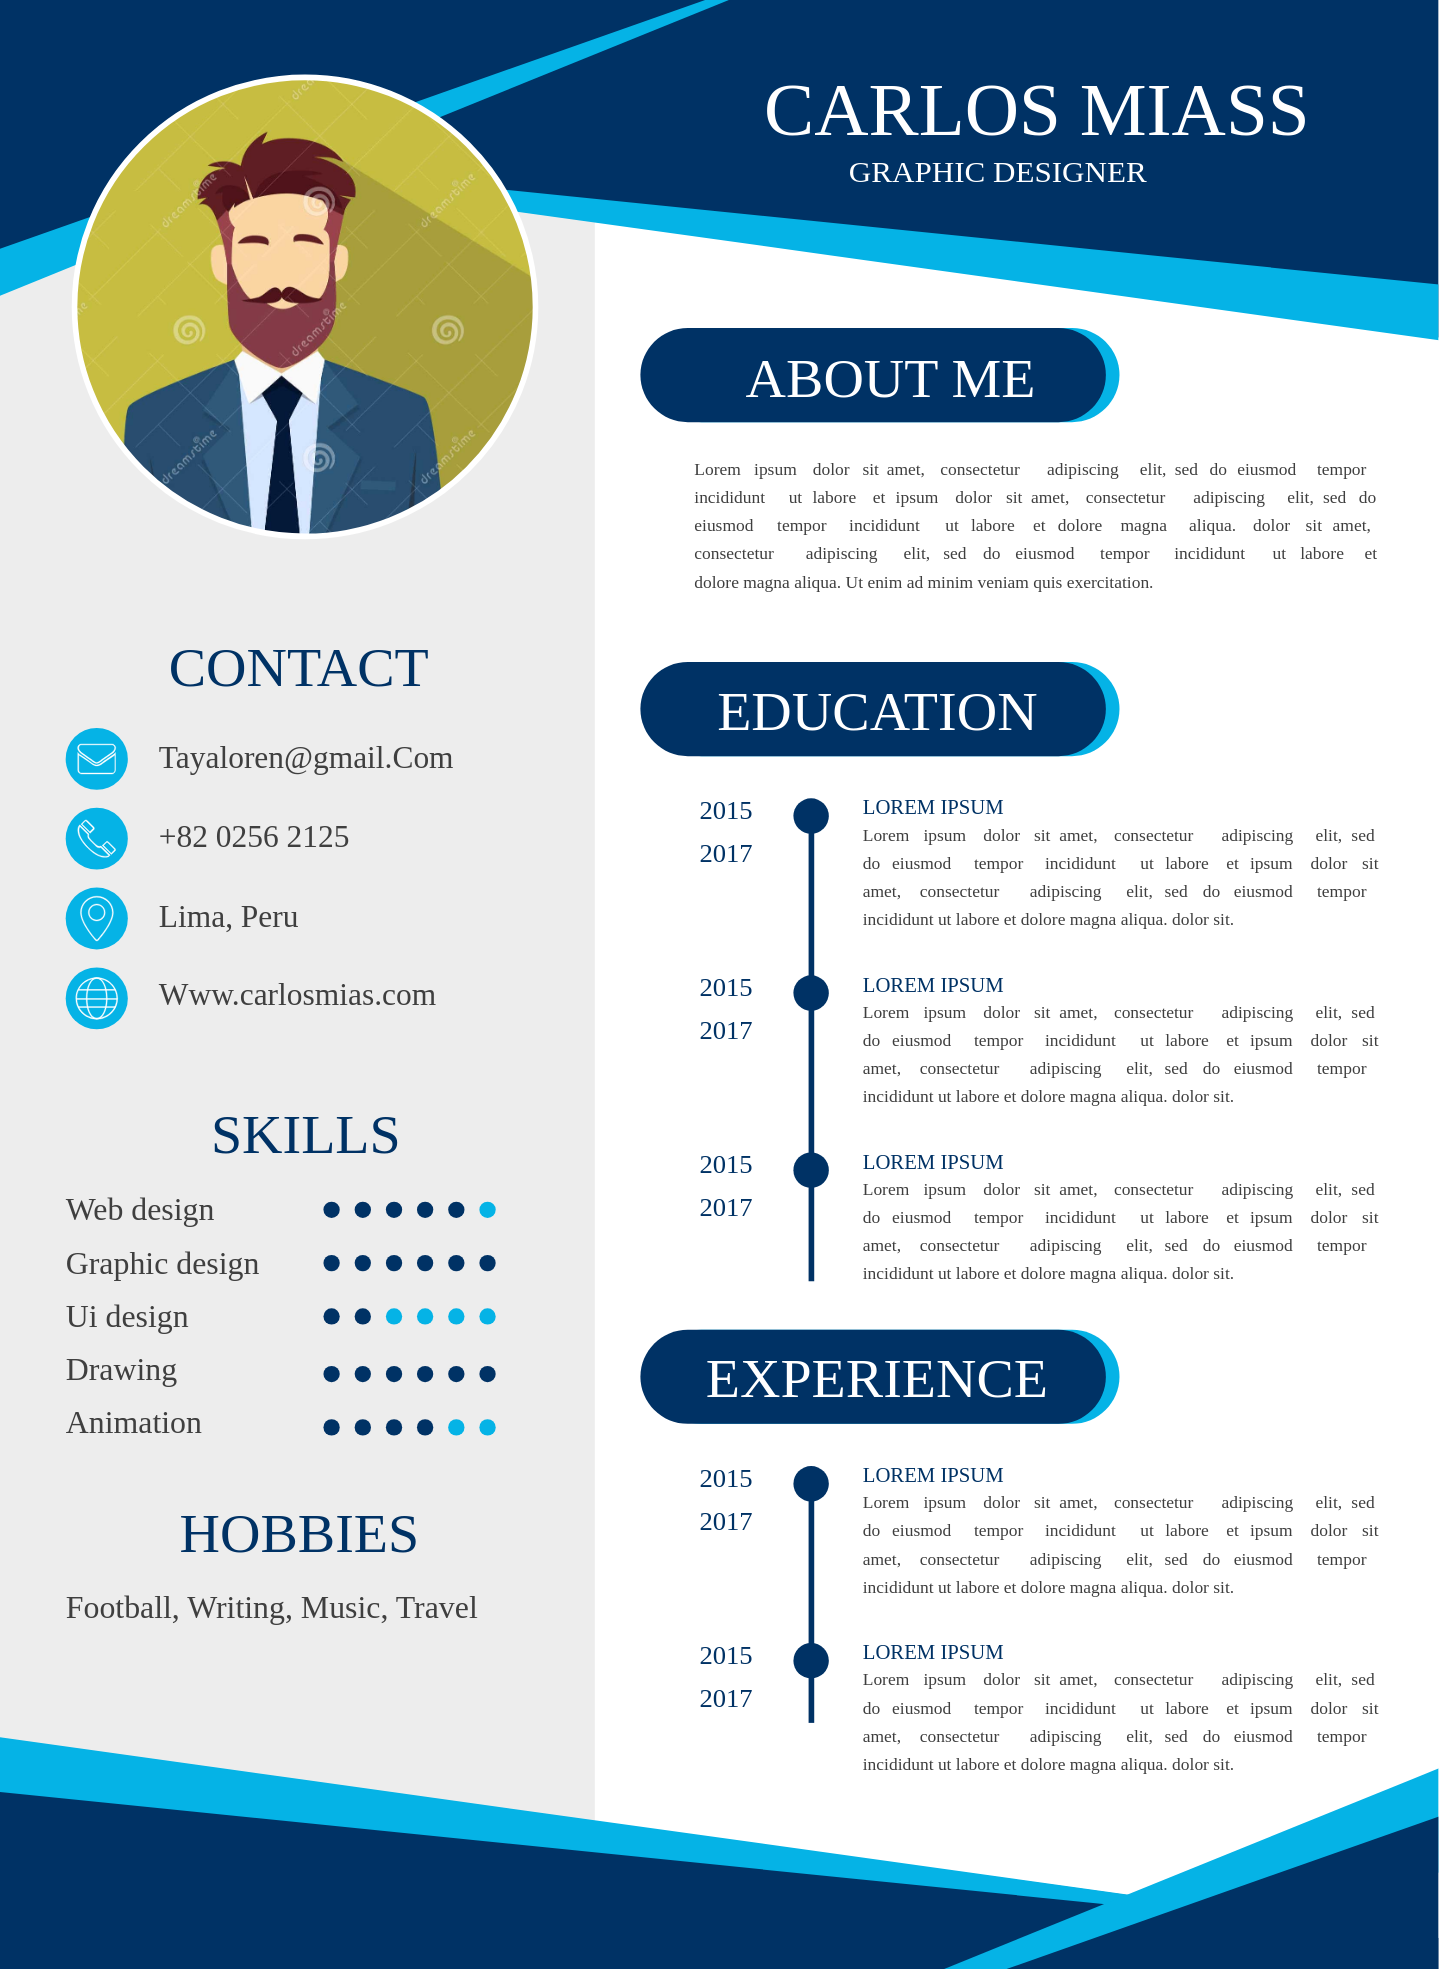 CARLOS MIASS
GRAPHIC DESIGNER
dreamstime
dreamstime
dreamstime
dreamstime
dreamstime
CONTACT
Tayaloren@gmail.Com
+82 0256 2125
Lima, Peru
Www.carlosmias.com
SKILLS
Web design
Graphic design
Ui design
Drawing
Animation
HOBBIES
Football, Writing, Music, Travel
ABOUT ME
Lorem ipsum dolor sit amet, consectetur adipiscing elit, sed do eiusmod tempor
incididunt ut labore et ipsum dolor sit amet, consectetur adipiscing elit, sed do
eiusmod tempor incididunt ut labore et dolore magna aliqua. dolor sit amet,
consectetur adipiscing elit, sed do eiusmod tempor incididunt ut labore et
dolore magna aliqua. Ut enim ad minim veniam quis exercitation.
EDUCATION
2015
2017
LOREM IPSUM
Lorem ipsum dolor sit amet, consectetur adipiscing elit, sed
do eiusmod tempor incididunt ut labore et ipsum dolor sit
amet, consectetur adipiscing elit, sed do eiusmod tempor
incididunt ut labore et dolore magna aliqua. dolor sit.
2015
2017
LOREM IPSUM
Lorem ipsum dolor sit amet, consectetur adipiscing elit, sed
do eiusmod tempor incididunt ut labore et ipsum dolor sit
amet, consectetur adipiscing elit, sed do eiusmod tempor
incididunt ut labore et dolore magna aliqua. dolor sit.
2015
2017
LOREM IPSUM
Lorem ipsum dolor sit amet, consectetur adipiscing elit, sed
do eiusmod tempor incididunt ut labore et ipsum dolor sit
amet, consectetur adipiscing elit, sed do eiusmod tempor
incididunt ut labore et dolore magna aliqua. dolor sit.
EXPERIENCE
2015
2017
LOREM IPSUM
Lorem ipsum dolor sit amet, consectetur adipiscing elit, sed
do eiusmod tempor incididunt ut labore et ipsum dolor sit
amet, consectetur adipiscing elit, sed do eiusmod tempor
incididunt ut labore et dolore magna aliqua. dolor sit.
2015
2017
LOREM IPSUM
Lorem ipsum dolor sit amet, consectetur adipiscing elit, sed
do eiusmod tempor incididunt ut labore et ipsum dolor sit
amet, consectetur adipiscing elit, sed do eiusmod tempor
incididunt ut labore et dolore magna aliqua. dolor sit.